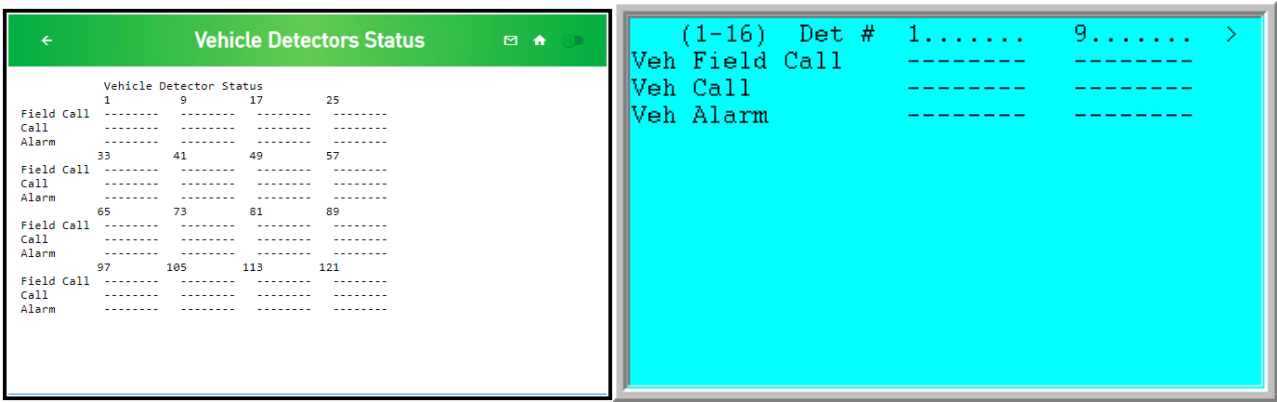 Vehicle Detectors Status
Vehicle Detector Status
1 9 17 25
Field Call -------- -------- -------- --------
Call -------- -------- -------- --------
Alarm -------- -------- -------- --------
33 41 49 57
Field Call -------- -------- -------- --------
Call -------- -------- -------- --------
Alarm -------- -------- -------- --------
65 73 81 89
Field Call -------- -------- -------- --------
Call -------- -------- -------- --------
Alarm -------- -------- -------- --------
97 105 113 121
Field Call -------- -------- -------- --------
Call -------- -------- -------- --------
Alarm -------- -------- -------- --------
(1-16) Det # 1....... 9....... >
Veh Field Call -------- --------
Veh Call -------- --------
Veh Alarm -------- --------